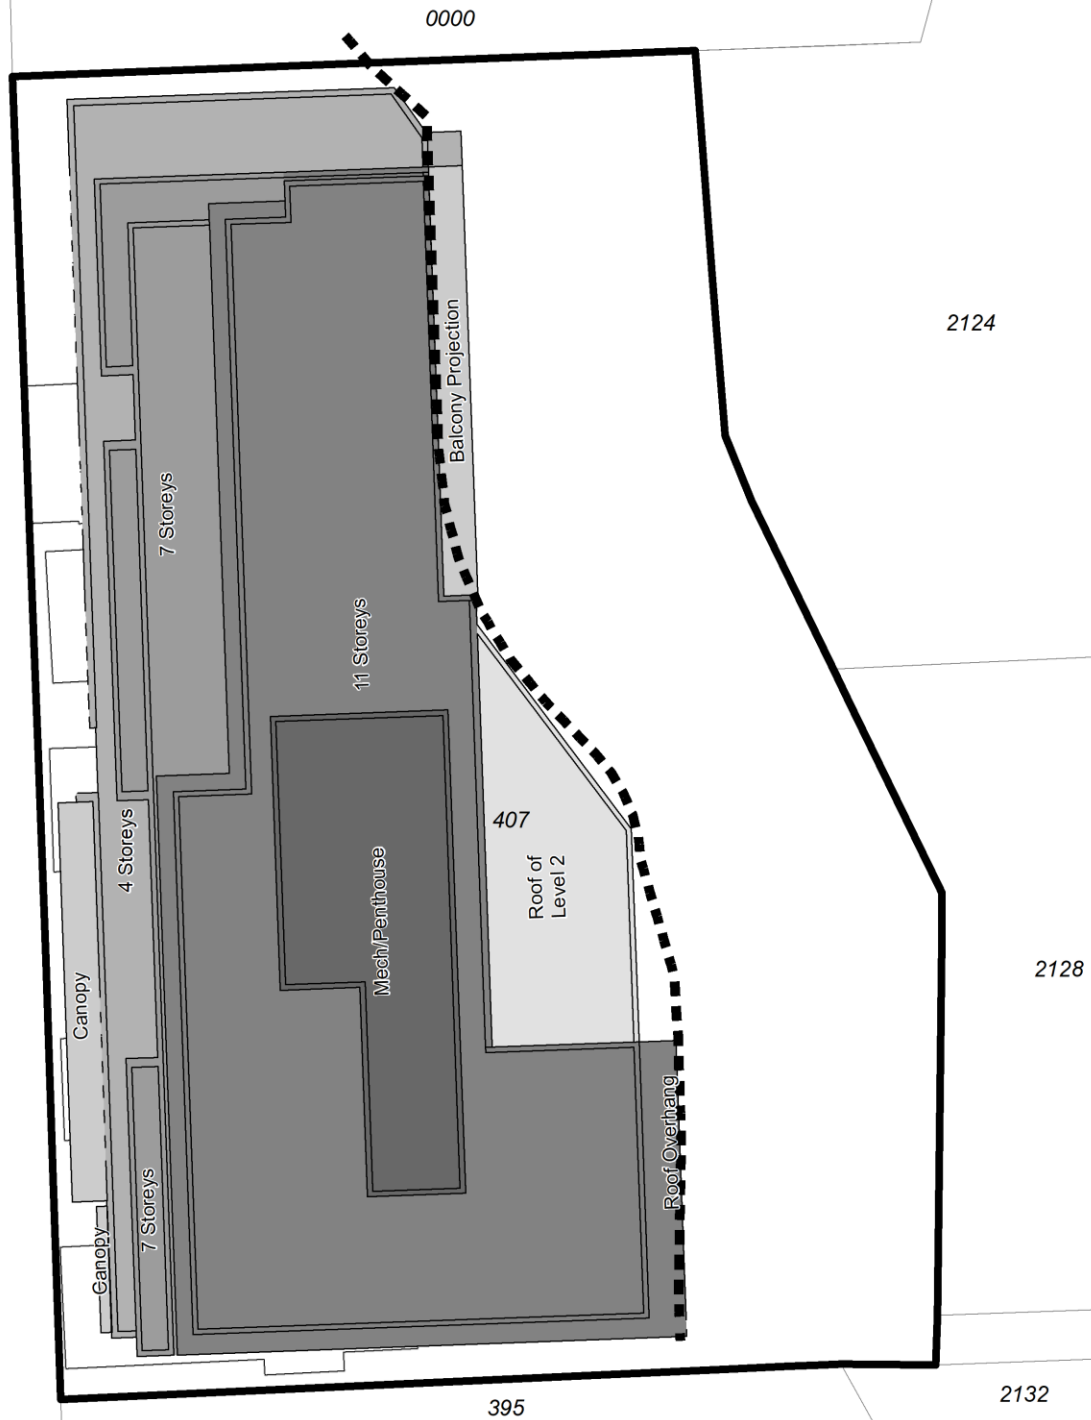 0000
2124
Balcony Projection
7 Storeys
11 Storeys
407
4 Storeys
Roof of
Level 2
Mech/Penthouse
2128
Canopy
Roof Overhang
7 Storeys
Canopy
2132
395